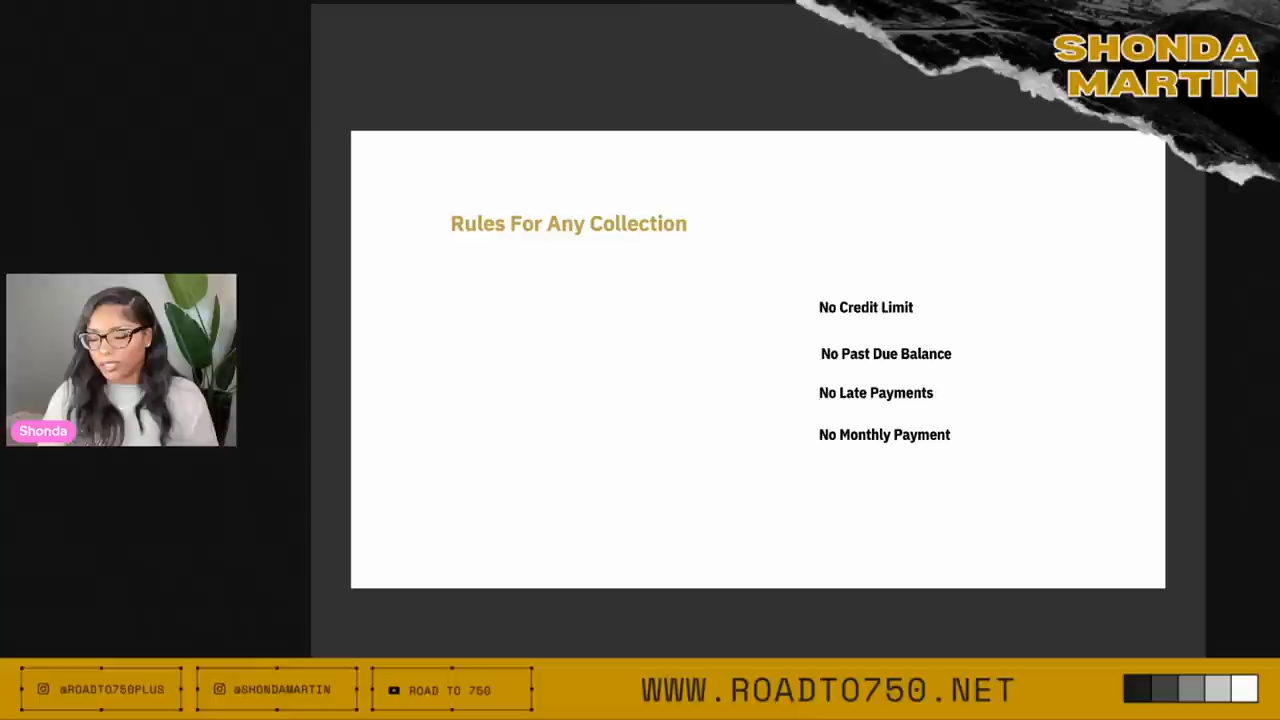 SHONDA
MARTIN
Rules For Any Collection
No Credit Limit
No Past Due Balance
No Late Payments
No Monthly Payment
Shonda
@ROADTO750PLUS
@SHONDAMARTIN
ROAD TO 750
WWW.ROADTO750.NET